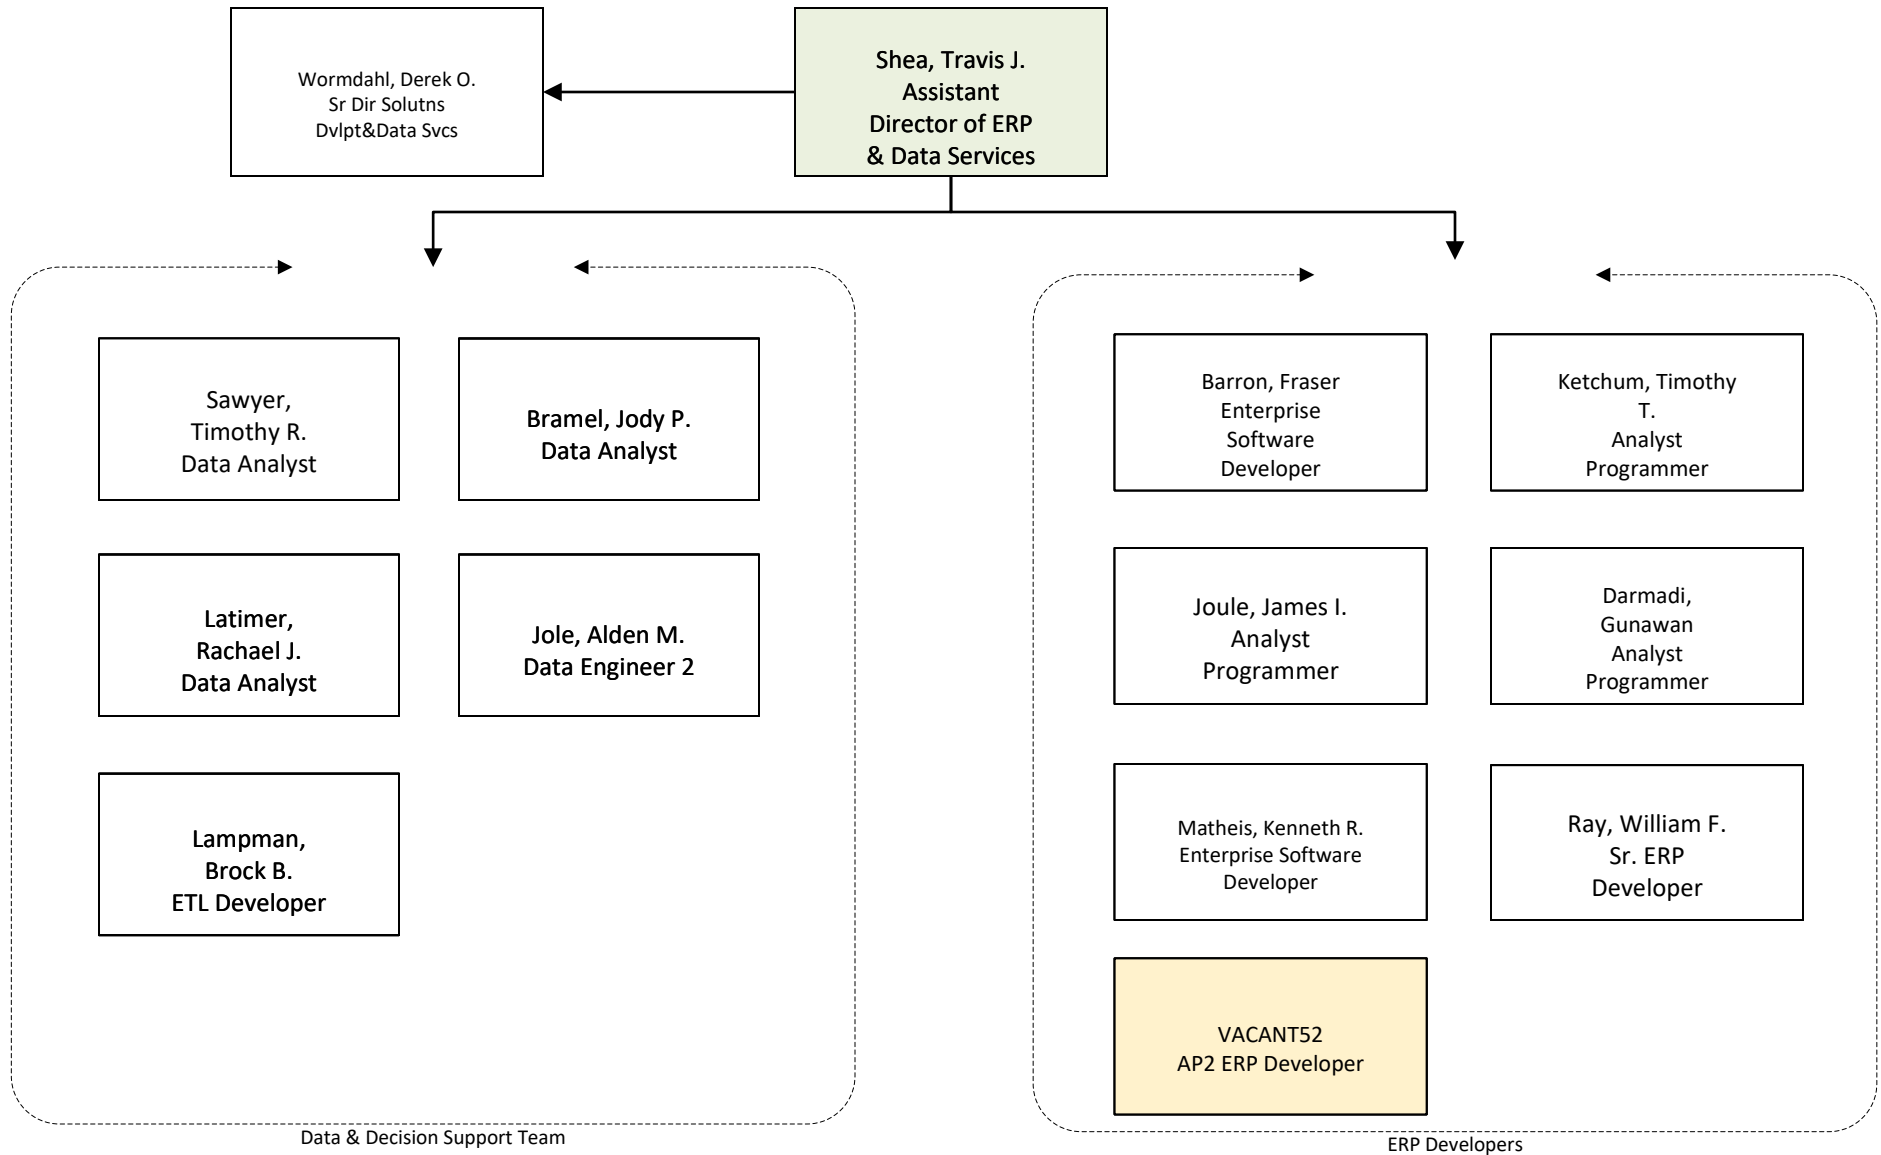 Wormdahl, Derek O.
Sr Dir Solutns
Dvlpt&Data Svcs
Shea, Travis J.
Assistant
Director of ERP
& Data Services
Sawyer,
Timothy R.
Data Analyst
Bramel, Jody P.
Data Analyst
Latimer,
Rachael J.
Data Analyst
Jole, Alden M.
Data Engineer 2
Lampman,
Brock B.
ETL Developer
Data & Decision Support Team
Barron, Fraser
Enterprise
Software
Developer
Ketchum, Timothy
T.
Analyst
Programmer
Joule, James I.
Analyst
Programmer
Darmadi,
Gunawan
Analyst
Programmer
Matheis, Kenneth R.
Enterprise Software
Developer
Ray, William F.
Sr. ERP
Developer
VACANT52
AP2 ERP Developer
ERP Developers